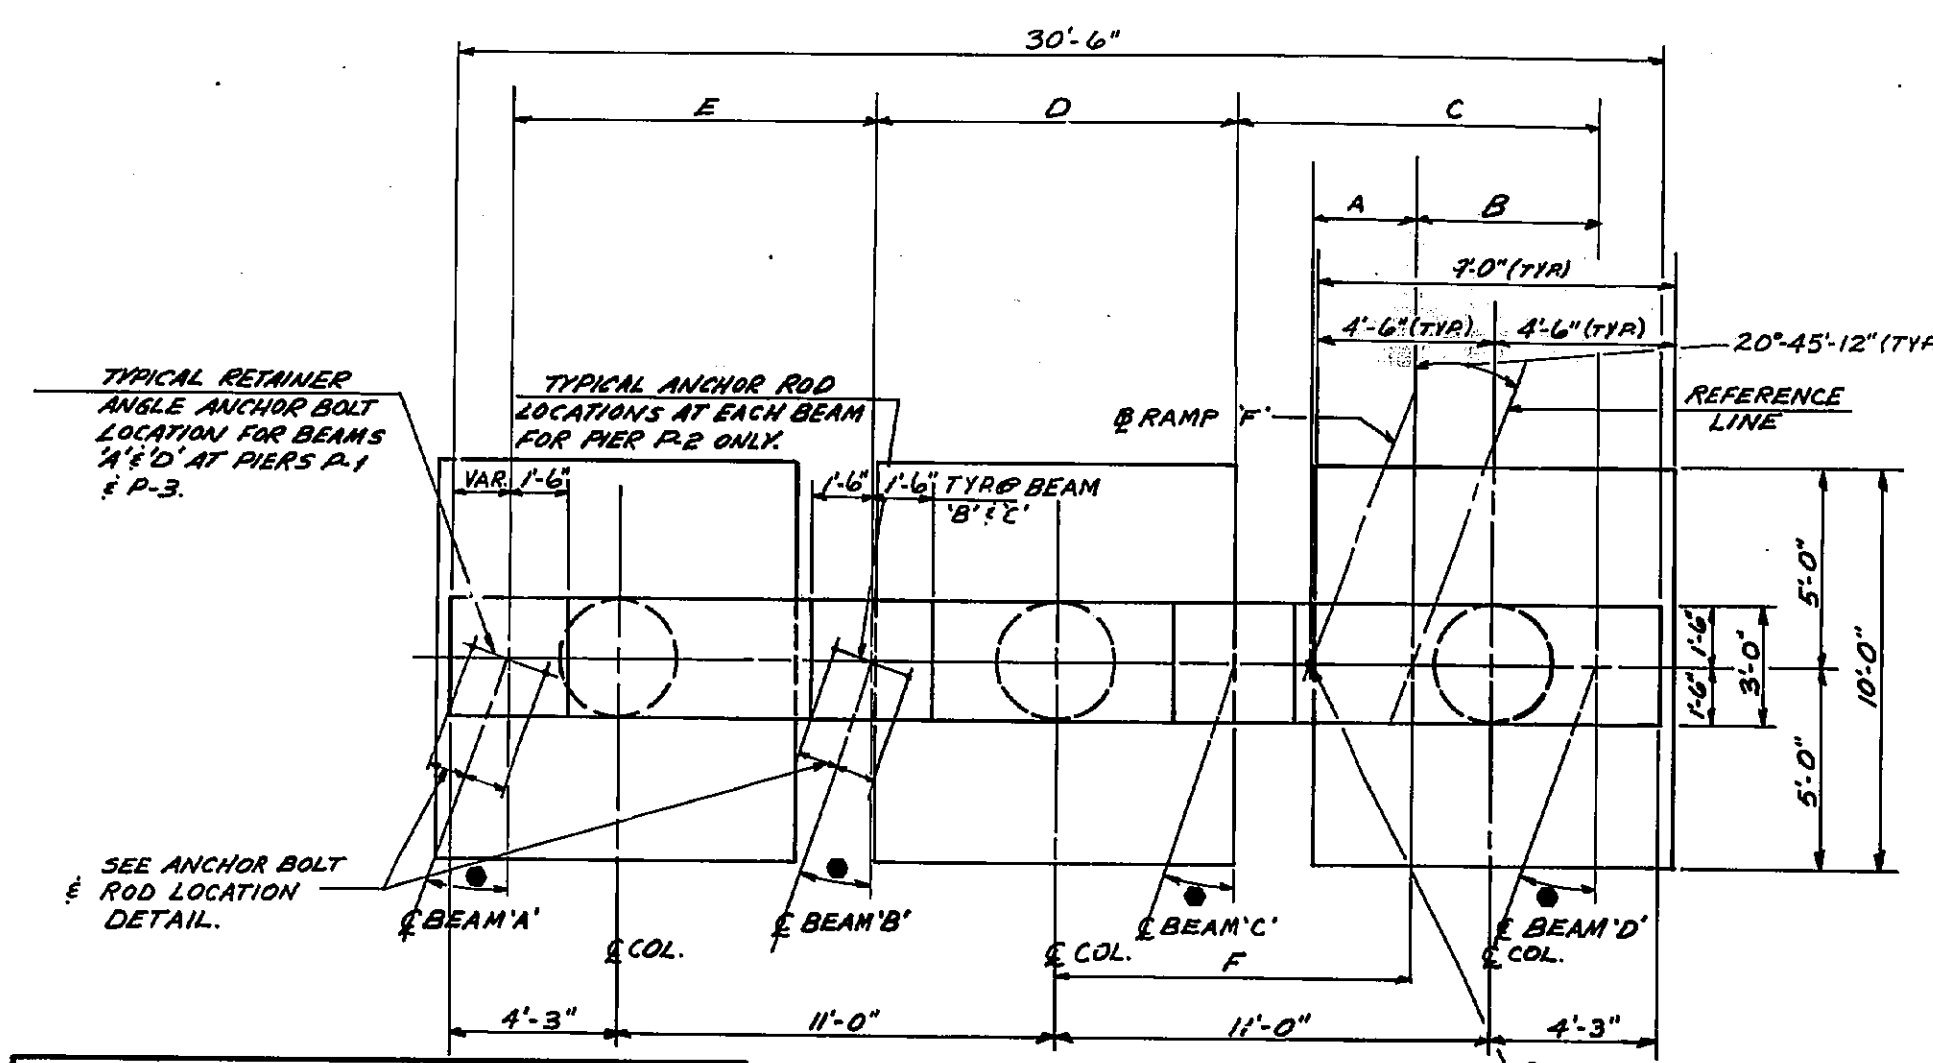 30'-6"
E
D
C
A
B
9'-0" (TYP.)
4'-6" (TYP.)
4'-6" (TYP.)
20°-45'-12" (TYP
TYPICAL RETAINER
ANGLE ANCHOR BOLT
LOCATION FOR BEAMS
'A' & 'D' AT PIERS P-1
& P-3.
TYPICAL ANCHOR ROD
LOCATIONS AT EACH BEAM
FOR PIER P-2 ONLY.
RAMP 'F'
REFERENCE
LINE
VAR.
1'-6"
1'-6"
1'-6"
TYP.@ BEAM
'B' & 'C'
5'-0"
1'-6"
1'-6"
3'-0"
10'-0"
5'-0"
SEE ANCHOR BOLT
& ROD LOCATION
DETAIL.
℄ BEAM 'A'
℄ BEAM 'B'
℄ BEAM 'C'
℄ BEAM 'D'
℄ COL.
℄ COL.
℄ COL.
F
4'-3"
11'-0"
11'-0"
4'-3"